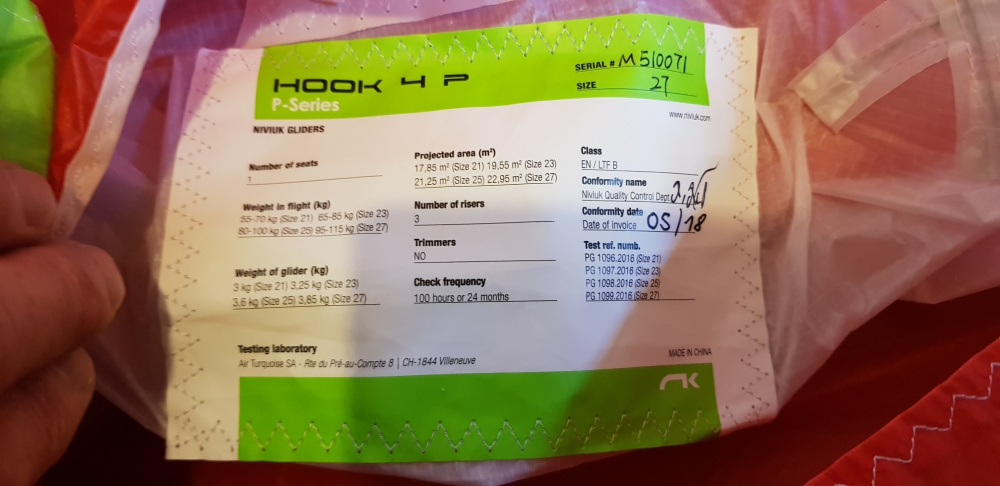 HOOK 4 P
P-Series
SERIAL # M510071
SIZE 27
www.niviuk.com
NIVIUK GLIDERS
Number of seats
1
Weight in flight (kg)
55-70 kg (Size 21) 65-85 kg (Size 23)
80-100 kg (Size 25) 95-115 kg (Size 27)
Weight of glider (kg)
3 kg (Size 21) 3,25 kg (Size 23)
3,6 kg (Size 25) 3,85 kg (Size 27)
Projected area (m²)
17,85 m² (Size 21) 19,55 m² (Size 23)
21,25 m² (Size 25) 22,95 m² (Size 27)
Number of risers
3
Trimmers
NO
Check frequency
100 hours or 24 months
Class
EN / LTF B
Conformity name
Niviuk Quality Control Dept.
Conformity date
Date of invoice 05/18
Test ref. numb.
PG 1096.2016 (Size 21)
PG 1097.2016 (Size 23)
PG 1098.2016 (Size 25)
PG 1099.2016 (Size 27)
Testing laboratory
Air Turquoise SA - Rte du Pré-au-Compte 8 | CH-1844 Villeneuve
MADE IN CHINA